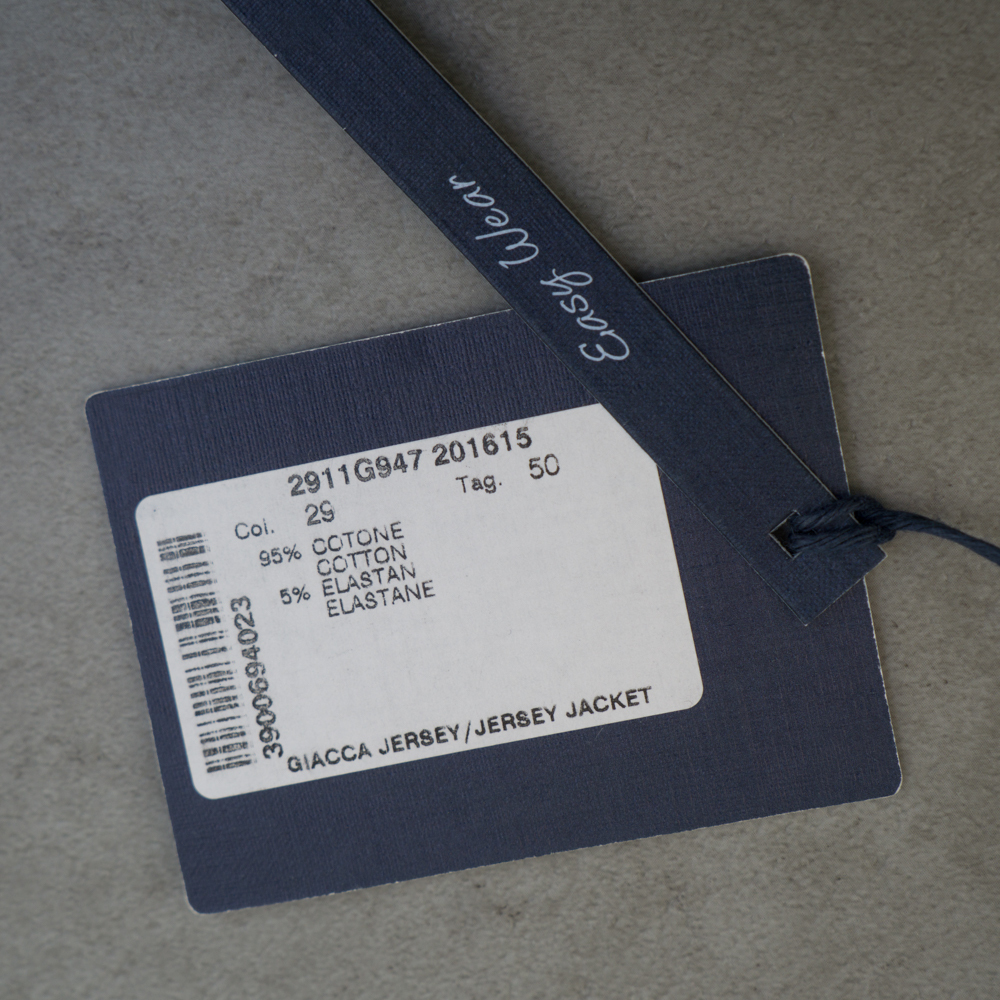 Easy Wear
2911G947 201615
Col. 29 Tag. 50
95% COTONE
COTTON
5% ELASTAN
ELASTANE
3900694023
GIACCA JERSEY/JERSEY JACKET